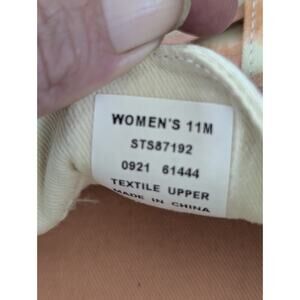 WOMEN'S 11M
STS87192
0921 61444
TEXTILE UPPER
MADE IN CHINA